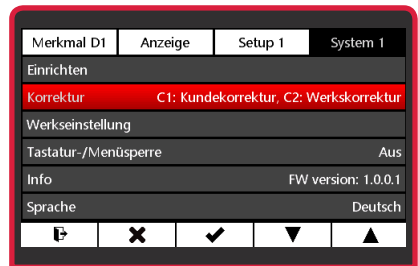 Merkmal D1 Anzeige Setup 1 System 1
Einrichten
Korrektur C1: Kundekorrektur, C2: Werkskorrektur
Werkseinstellung
Tastatur-/Menüsperre Aus
Info FW version: 1.0.0.1
Sprache Deutsch